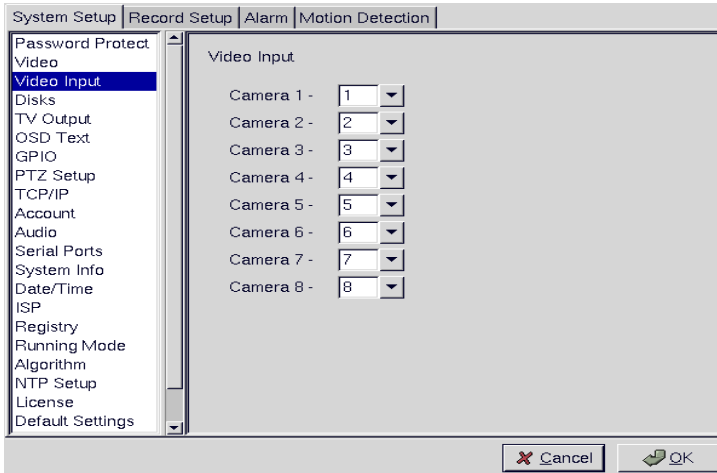 System Setup Record Setup Alarm Motion Detection
Password Protect
Video
Video Input
Disks
TV Output
OSD Text
GPIO
PTZ Setup
TCP/IP
Account
Audio
Serial Ports
System Info
Date/Time
ISP
Registry
Running Mode
Algorithm
NTP Setup
License
Default Settings
Video Input
Camera 1 - 1
Camera 2 - 2
Camera 3 - 3
Camera 4 - 4
Camera 5 - 5
Camera 6 - 6
Camera 7 - 7
Camera 8 - 8
Cancel OK